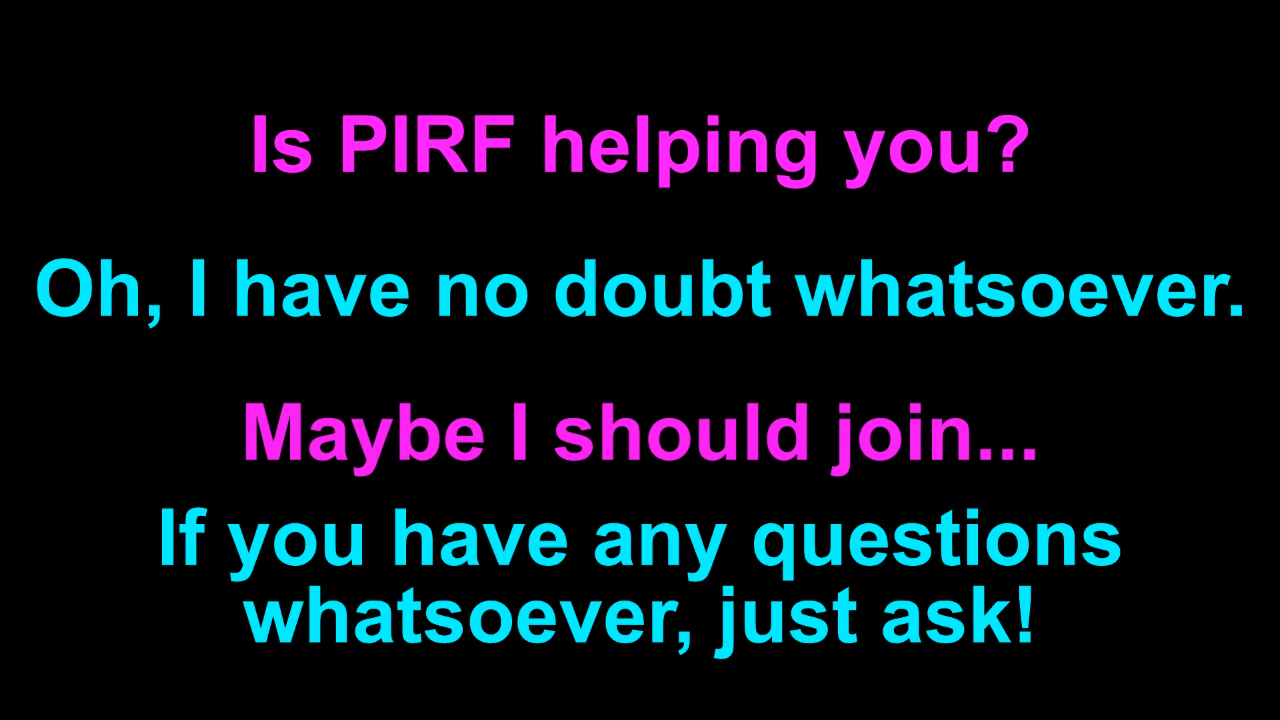 Is PIRF helping you?
Oh, I have no doubt whatsoever.
Maybe I should join...
If you have any questions
whatsoever, just ask!